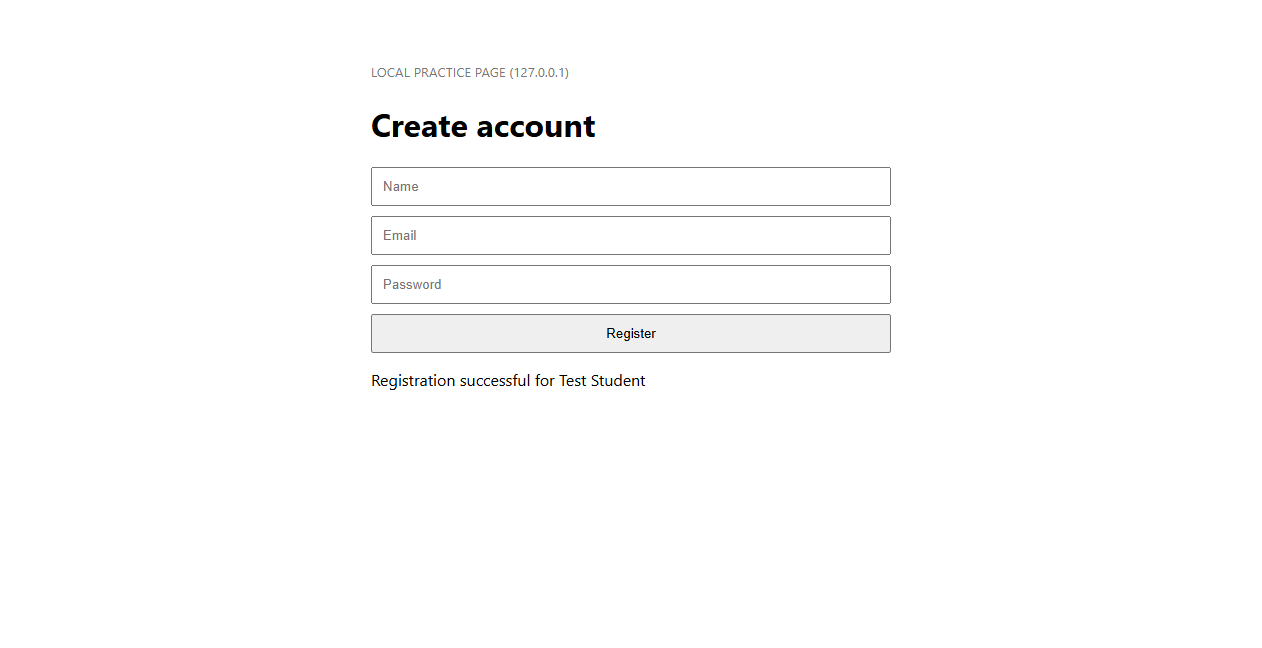 LOCAL PRACTICE PAGE (127.0.0.1)
Create account
Name
Email
Password
Register
Registration successful for Test Student